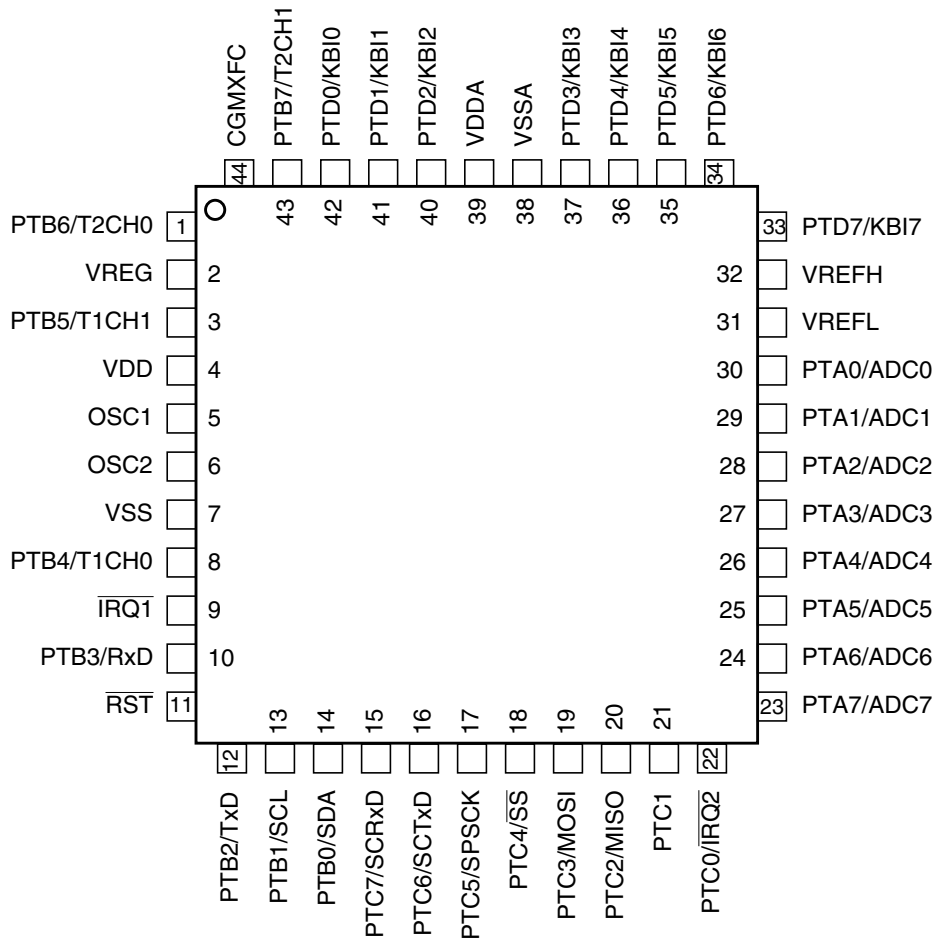 CGMXFC
PTB7/T2CH1
PTD0/KBI0
PTD1/KBI1
PTD2/KBI2
VDDA
VSSA
PTD3/KBI3
PTD4/KBI4
PTD5/KBI5
PTD6/KBI6
44
43
42
41
40
39
38
37
36
35
34
PTB6/T2CH0 1
33 PTD7/KBI7
VREG 2
32 VREFH
PTB5/T1CH1 3
31 VREFL
VDD 4
30 PTA0/ADC0
OSC1 5
29 PTA1/ADC1
OSC2 6
28 PTA2/ADC2
VSS 7
27 PTA3/ADC3
PTB4/T1CH0 8
26 PTA4/ADC4
IRQ1 9
25 PTA5/ADC5
PTB3/RxD 10
24 PTA6/ADC6
RST 11
23 PTA7/ADC7
12
13
14
15
16
17
18
19
20
21
22
PTB2/TxD
PTB1/SCL
PTB0/SDA
PTC7/SCRxD
PTC6/SCTxD
PTC5/SPSCK
PTC4/SS
PTC3/MOSI
PTC2/MISO
PTC1
PTC0/IRQ2